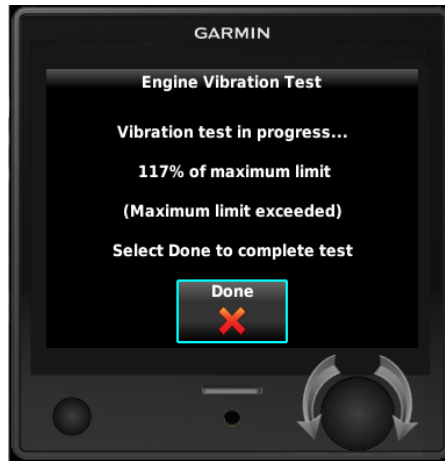 GARMIN
Engine Vibration Test
Vibration test in progress...
117% of maximum limit
(Maximum limit exceeded)
Select Done to complete test
Done